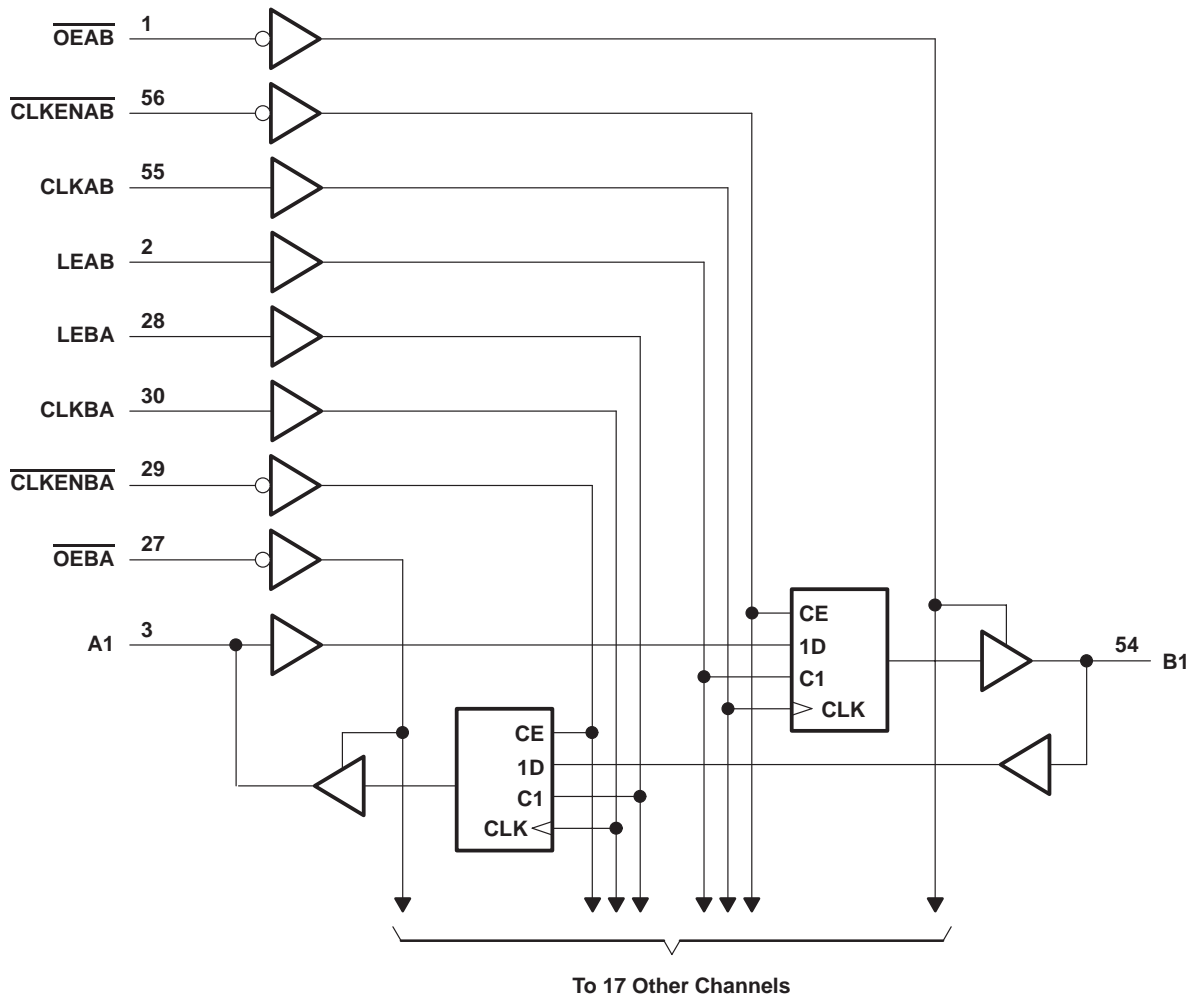 OEAB 1
CLKENAB 56
CLKAB 55
LEAB 2
LEBA 28
CLKBA 30
CLKENBA 29
OEBA 27
A1 3
CE
1D
C1
CLK
54 B1
CE
1D
C1
CLK
To 17 Other Channels